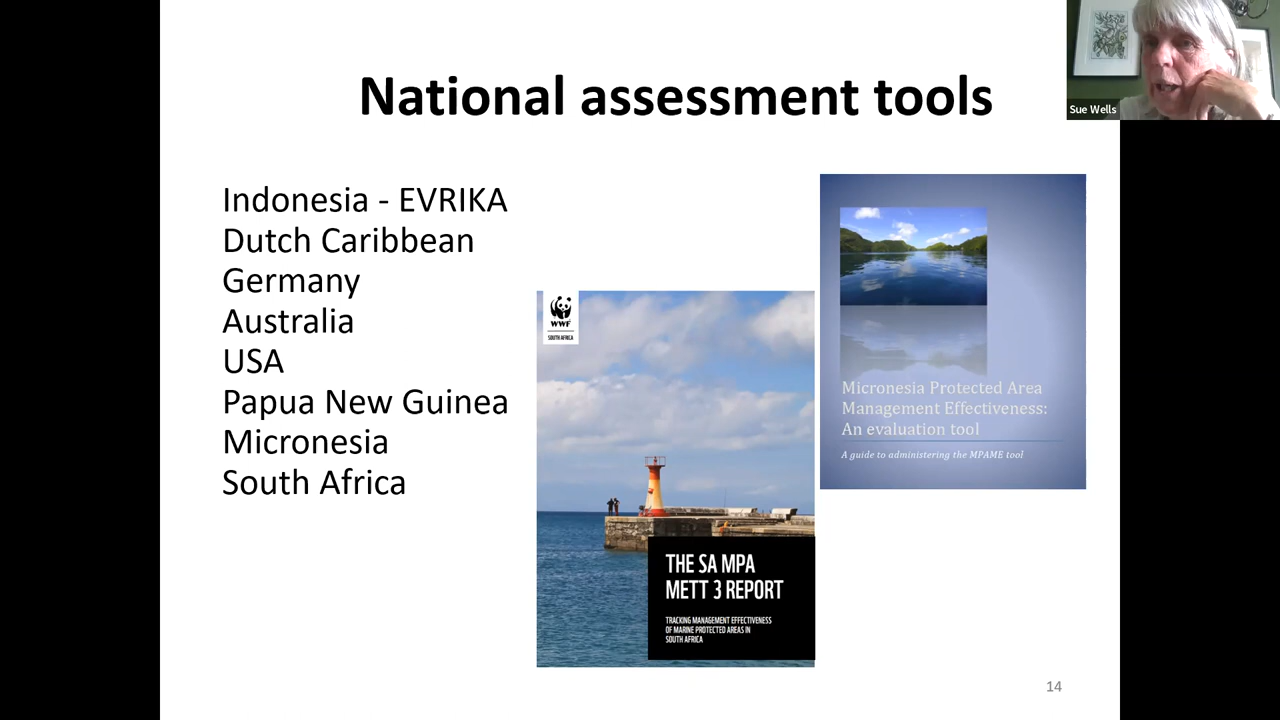 National assessment tools
Sue Wells
Indonesia - EVRIKA
Dutch Caribbean
Germany
Australia
USA
Papua New Guinea
Micronesia
South Africa
WWF
SOUTH AFRICA
THE SA MPA
METT 3 REPORT
TRACKING MANAGEMENT EFFECTIVENESS
OF MARINE PROTECTED AREAS IN
SOUTH AFRICA
Micronesia Protected Area
Management Effectiveness:
An evaluation tool
A guide to administering the MPAME tool
14